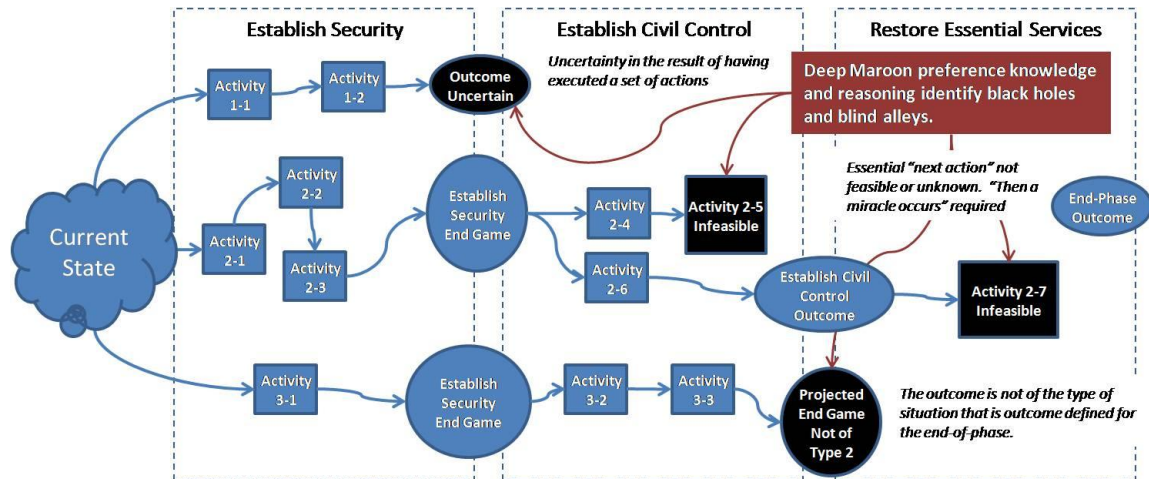 Establish Security
Establish Civil Control
Restore Essential Services
Activity
1-1
Activity
1-2
Outcome
Uncertain
Uncertainty in the result of having
executed a set of actions
Deep Maroon preference knowledge
and reasoning identify black holes
and blind alleys.
Current
State
Activity
2-1
Activity
2-2
Activity
2-3
Establish
Security
End Game
Activity
2-4
Activity 2-5
Infeasible
Activity
2-6
Essential “next action” not
feasible or unknown. “Then a
miracle occurs” required
End-Phase
Outcome
Establish Civil
Control
Outcome
Activity 2-7
Infeasible
Activity
3-1
Establish
Security
End Game
Activity
3-2
Activity
3-3
Projected
End Game
Not of
Type 2
The outcome is not of the type of
situation that is outcome defined for
the end-of-phase.